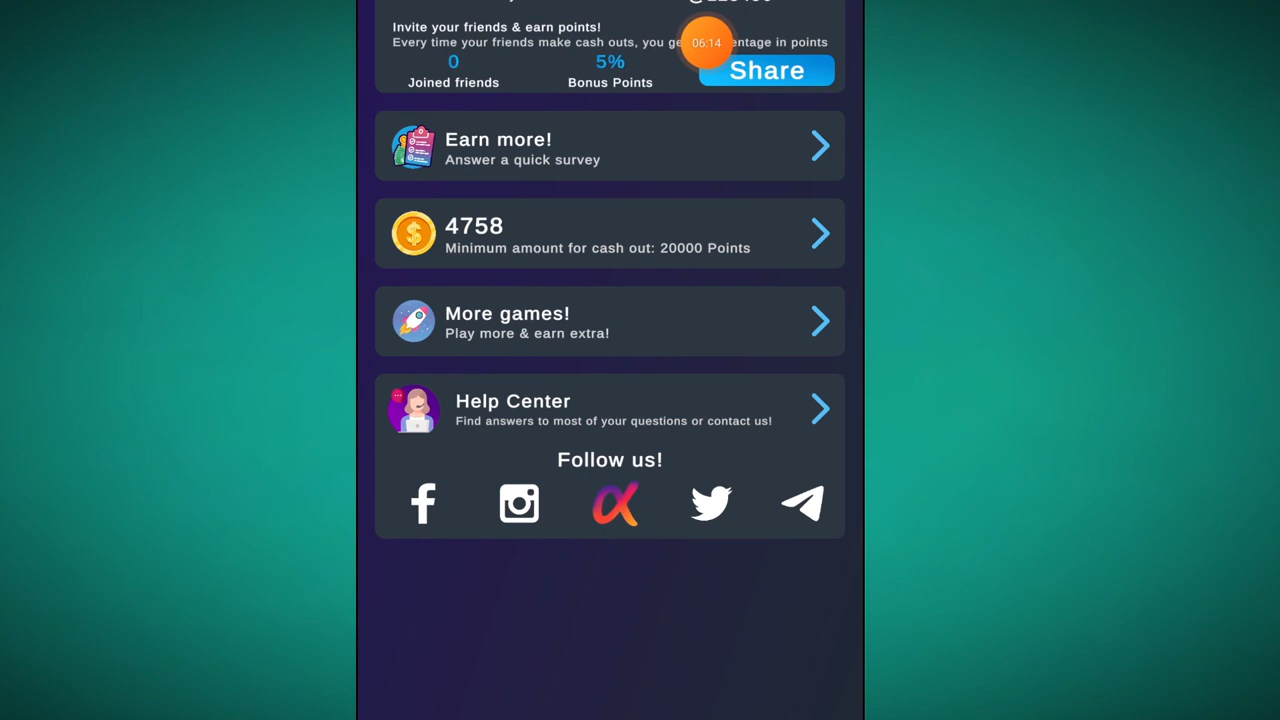 Invite your friends & earn points!
Every time your friends make cash outs, you ge entage in points
06:14
0
5%
Share
Joined friends
Bonus Points
Earn more!
Answer a quick survey
4758
Minimum amount for cash out: 20000 Points
More games!
Play more & earn extra!
Help Center
Find answers to most of your questions or contact us!
Follow us!